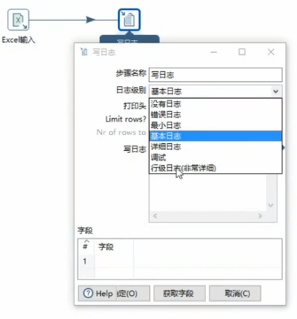 Excel输入
写日志
写日志
步骤名称
写日志
日志级别
基本日志
打印头
没有日志
错误日志
Limit rows?
最小日志
Nr of rows to
基本日志
写日志
详细日志
调试
行级日志(非常详细)
字段
#
字段
1
Help
定(O)
获取字段
取消(C)